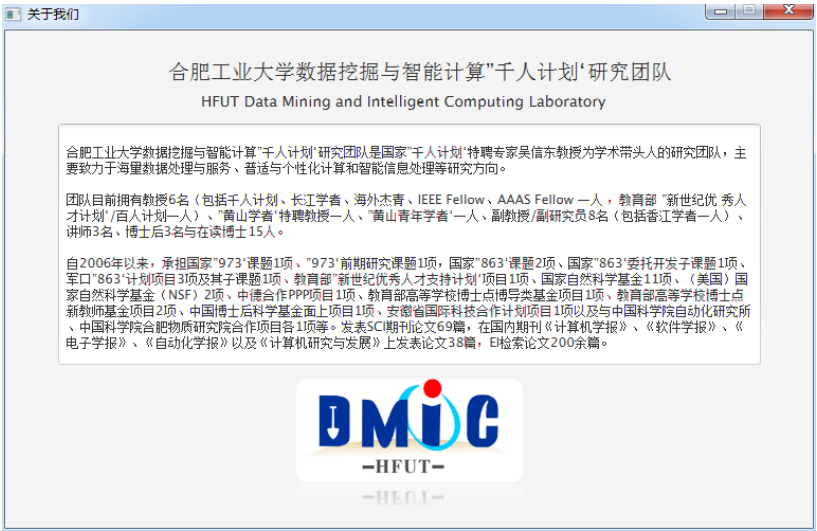 关于我们
合肥工业大学数据挖掘与智能计算"千人计划'研究团队
HFUT Data Mining and Intelligent Computing Laboratory
合肥工业大学数据挖掘与智能计算"千人计划'研究团队是国家"千人计划'特聘专家吴信东教授为学术带头人的研究团队，主
要致力于海量数据处理与服务、普适与个性化计算和智能信息处理等研究方向。
团队目前拥有教授6名（包括千人计划、长江学者、海外杰青、IEEE Fellow、AAAS Fellow 一人，教育部 "新世纪优 秀人
才计划'/百人计划一人）、"黄山学者'特聘教授一人、"黄山青年学者'一人、副教授/副研究员8名（包括香江学者一人）、
讲师3名、博士后3名与在读博士15人。
自2006年以来，承担国家"973'课题1项、"973'前期研究课题1项，国家"863'课题2项、国家"863'委托开发子课题1项、
军口"863'计划项目3项及其子课题1项、教育部"新世纪优秀人才支持计划'项目1项、国家自然科学基金11项、（美国）国
家自然科学基金（NSF）2项、中德合作PPP项目1项、教育部高等学校博士点博导类基金项目1项、教育部高等学校博士点
新教师基金项目2项、中国博士后科学基金面上项目1项、安徽省国际科技合作计划项目1项以及与中国科学院自动化研究所
、中国科学院合肥物质研究院合作项目各1项等。发表SCI期刊论文69篇，在国内期刊《计算机学报》、《软件学报》、《
电子学报》、《自动化学报》以及《计算机研究与发展》上发表论文38篇，EI检索论文200余篇。
DMiC
-HFUT-